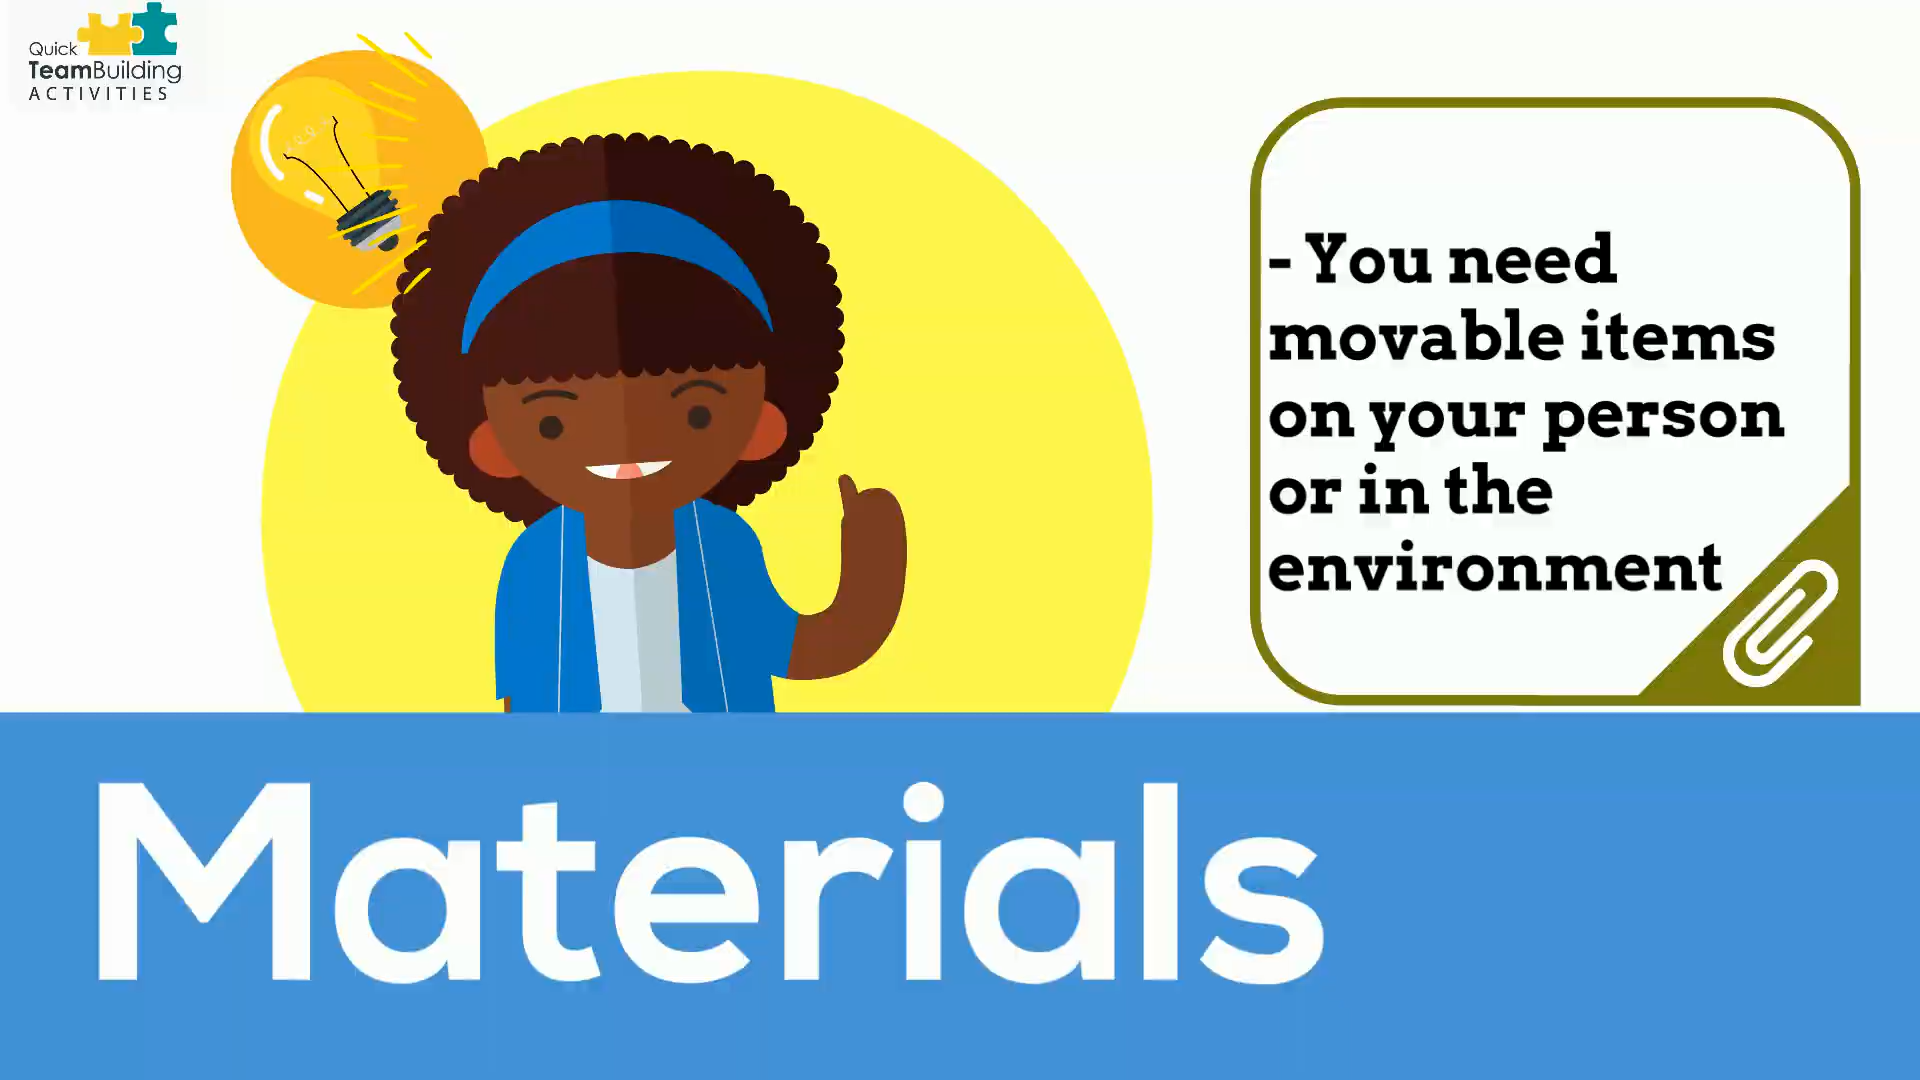 Quick
TeamBuilding
ACTIVITIES
- You need
movable items
on your person
or in the
environment
Materials